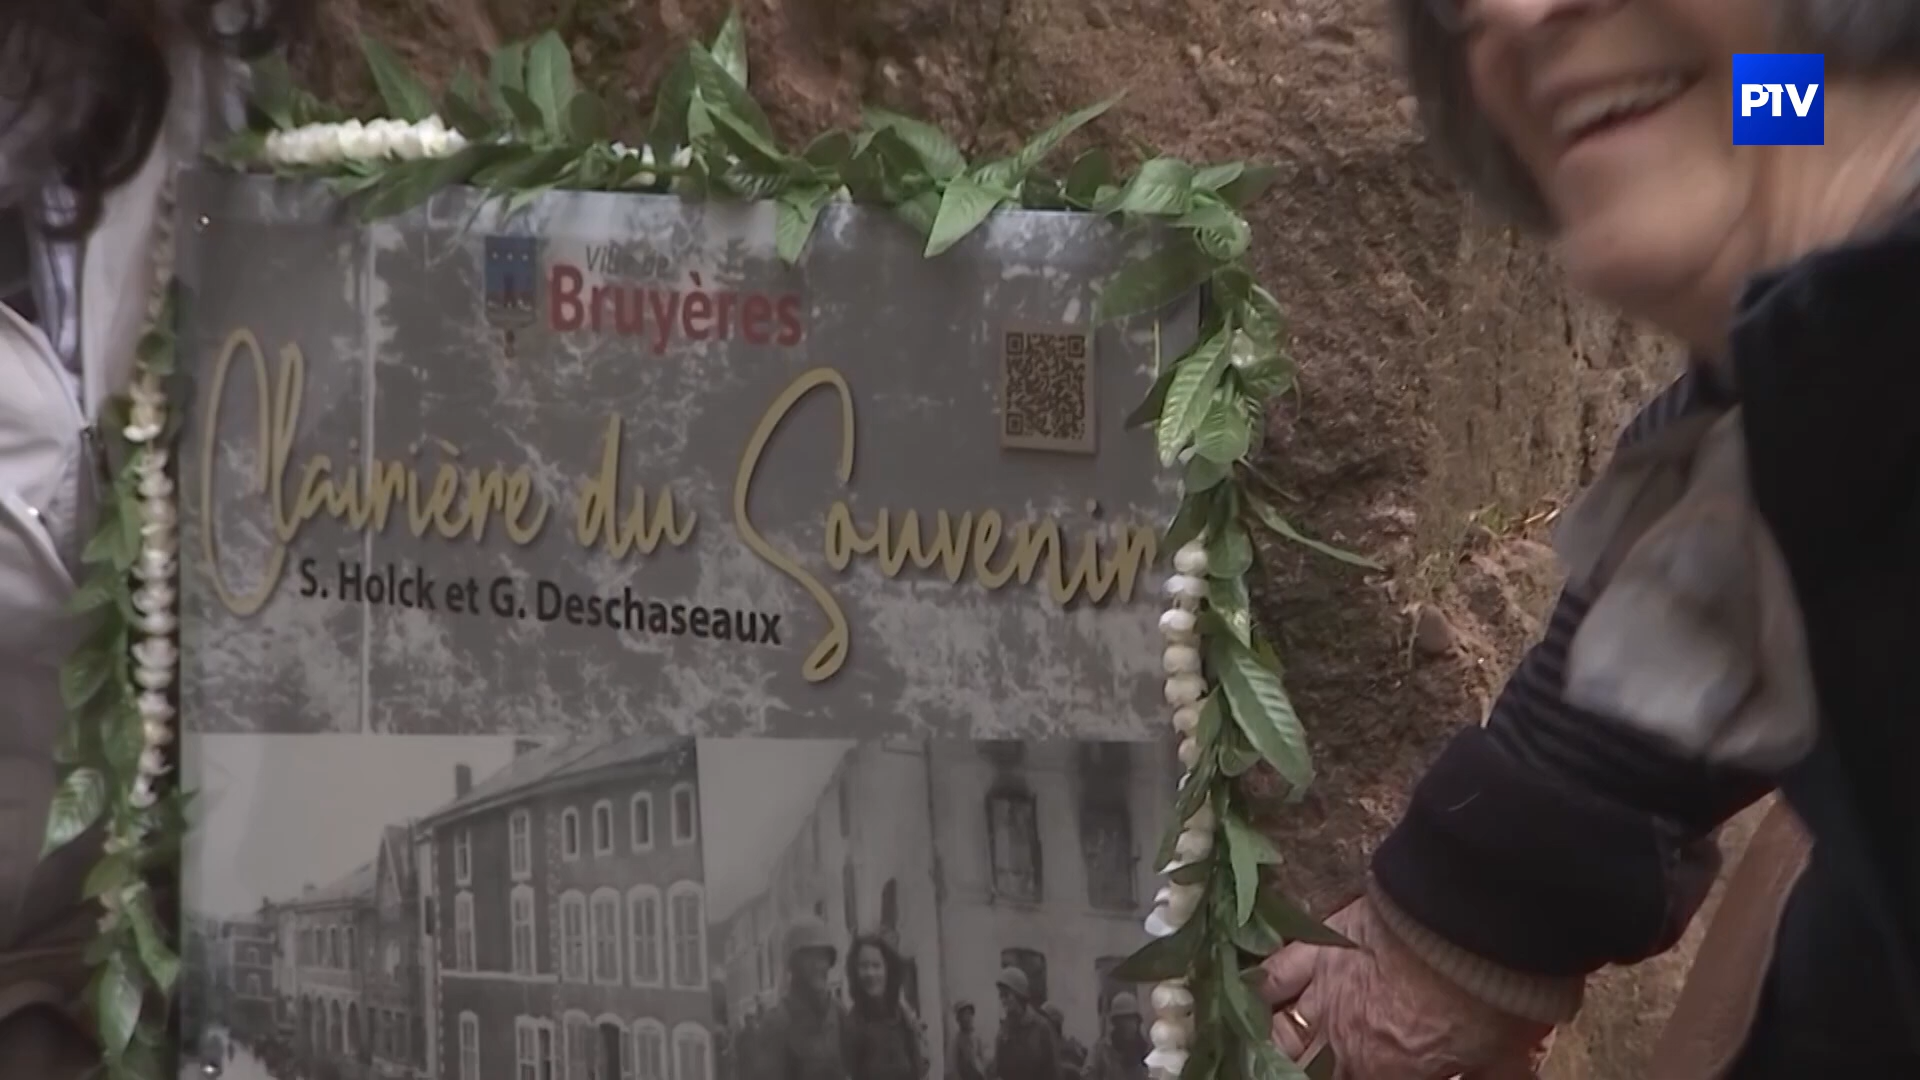 PTV
Ville de
Bruyères
Clairière du Souvenir
S. Holck et G. Deschaseaux